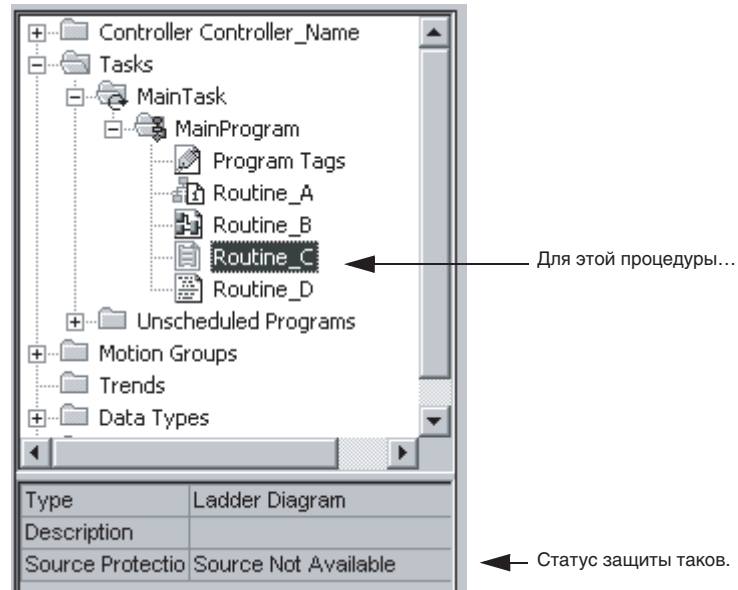 Controller Controller_Name
Tasks
MainTask
MainProgram
Program Tags
Routine_A
Routine_B
Routine_C
Для этой процедуры…
Routine_D
Unscheduled Programs
Motion Groups
Trends
Data Types
Type Ladder Diagram
Description
Source Protectio Source Not Available
Статус защиты таков.